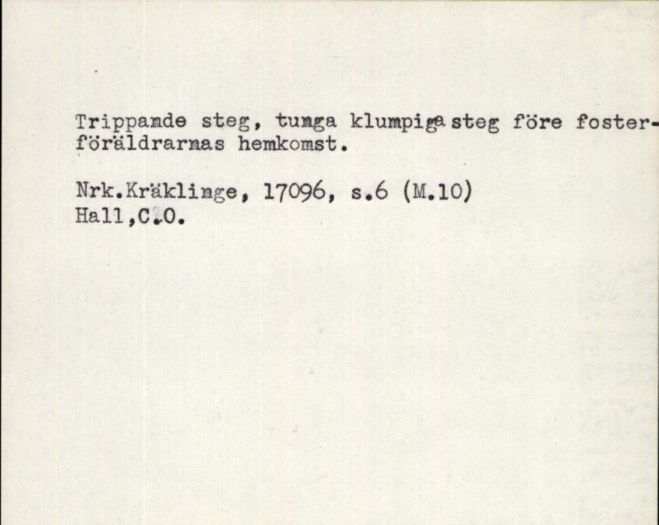 Trippande steg, tunga klumpiga steg före foster-
föräldrarnas hemkomst.
Nrk.Kräklinge, 17096, s.6 (M.10)
Hall,C.O.